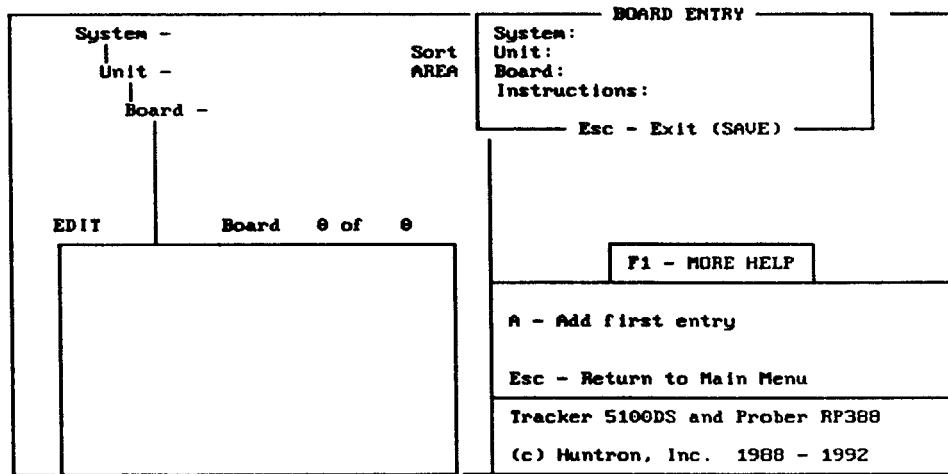 System -
Unit -
Board -
Sort
AREA
BOARD ENTRY
System:
Unit:
Board:
Instructions:
Esc - Exit (SAVE)
EDIT Board 0 of 0
F1 - MORE HELP
A - Add first entry
Esc - Return to Main Menu
Tracker 5100DS and Prober RP388
(c) Huntron, Inc. 1988 - 1992